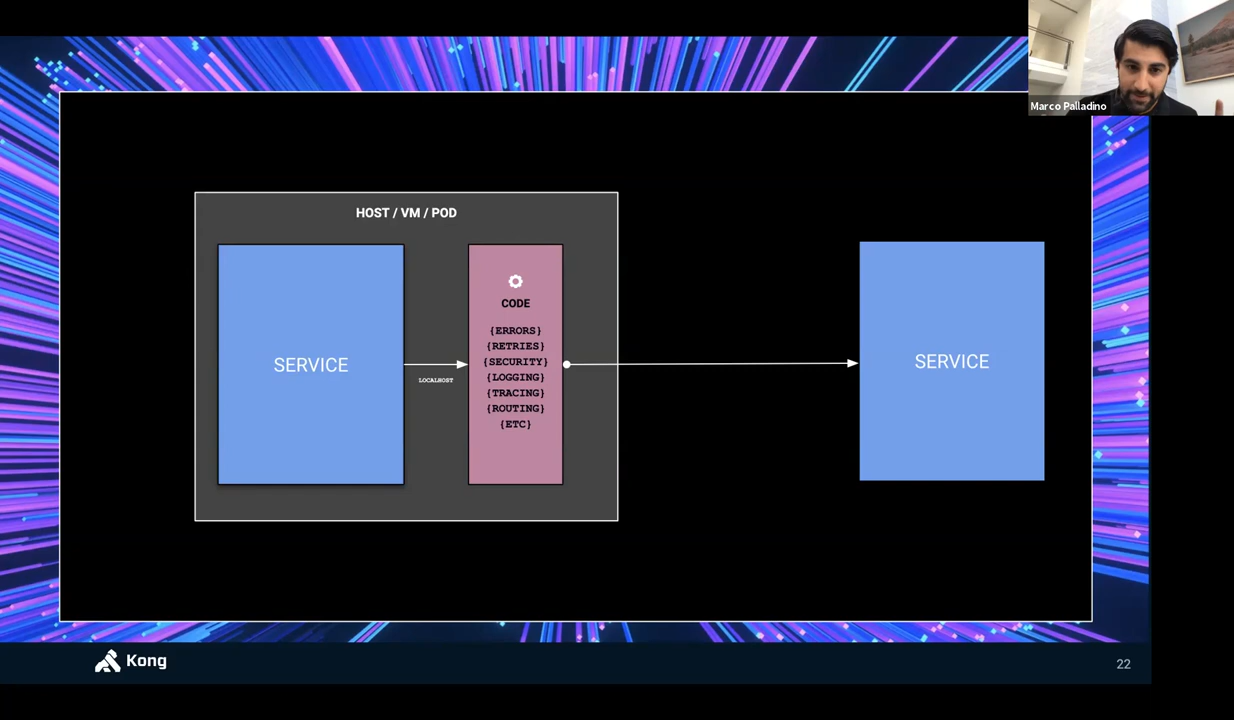 Marco Palladino
HOST / VM / POD
SERVICE
LOCALHOST
CODE
{ERRORS}
{RETRIES}
{SECURITY}
{LOGGING}
{TRACING}
{ROUTING}
{ETC}
SERVICE
Kong
22